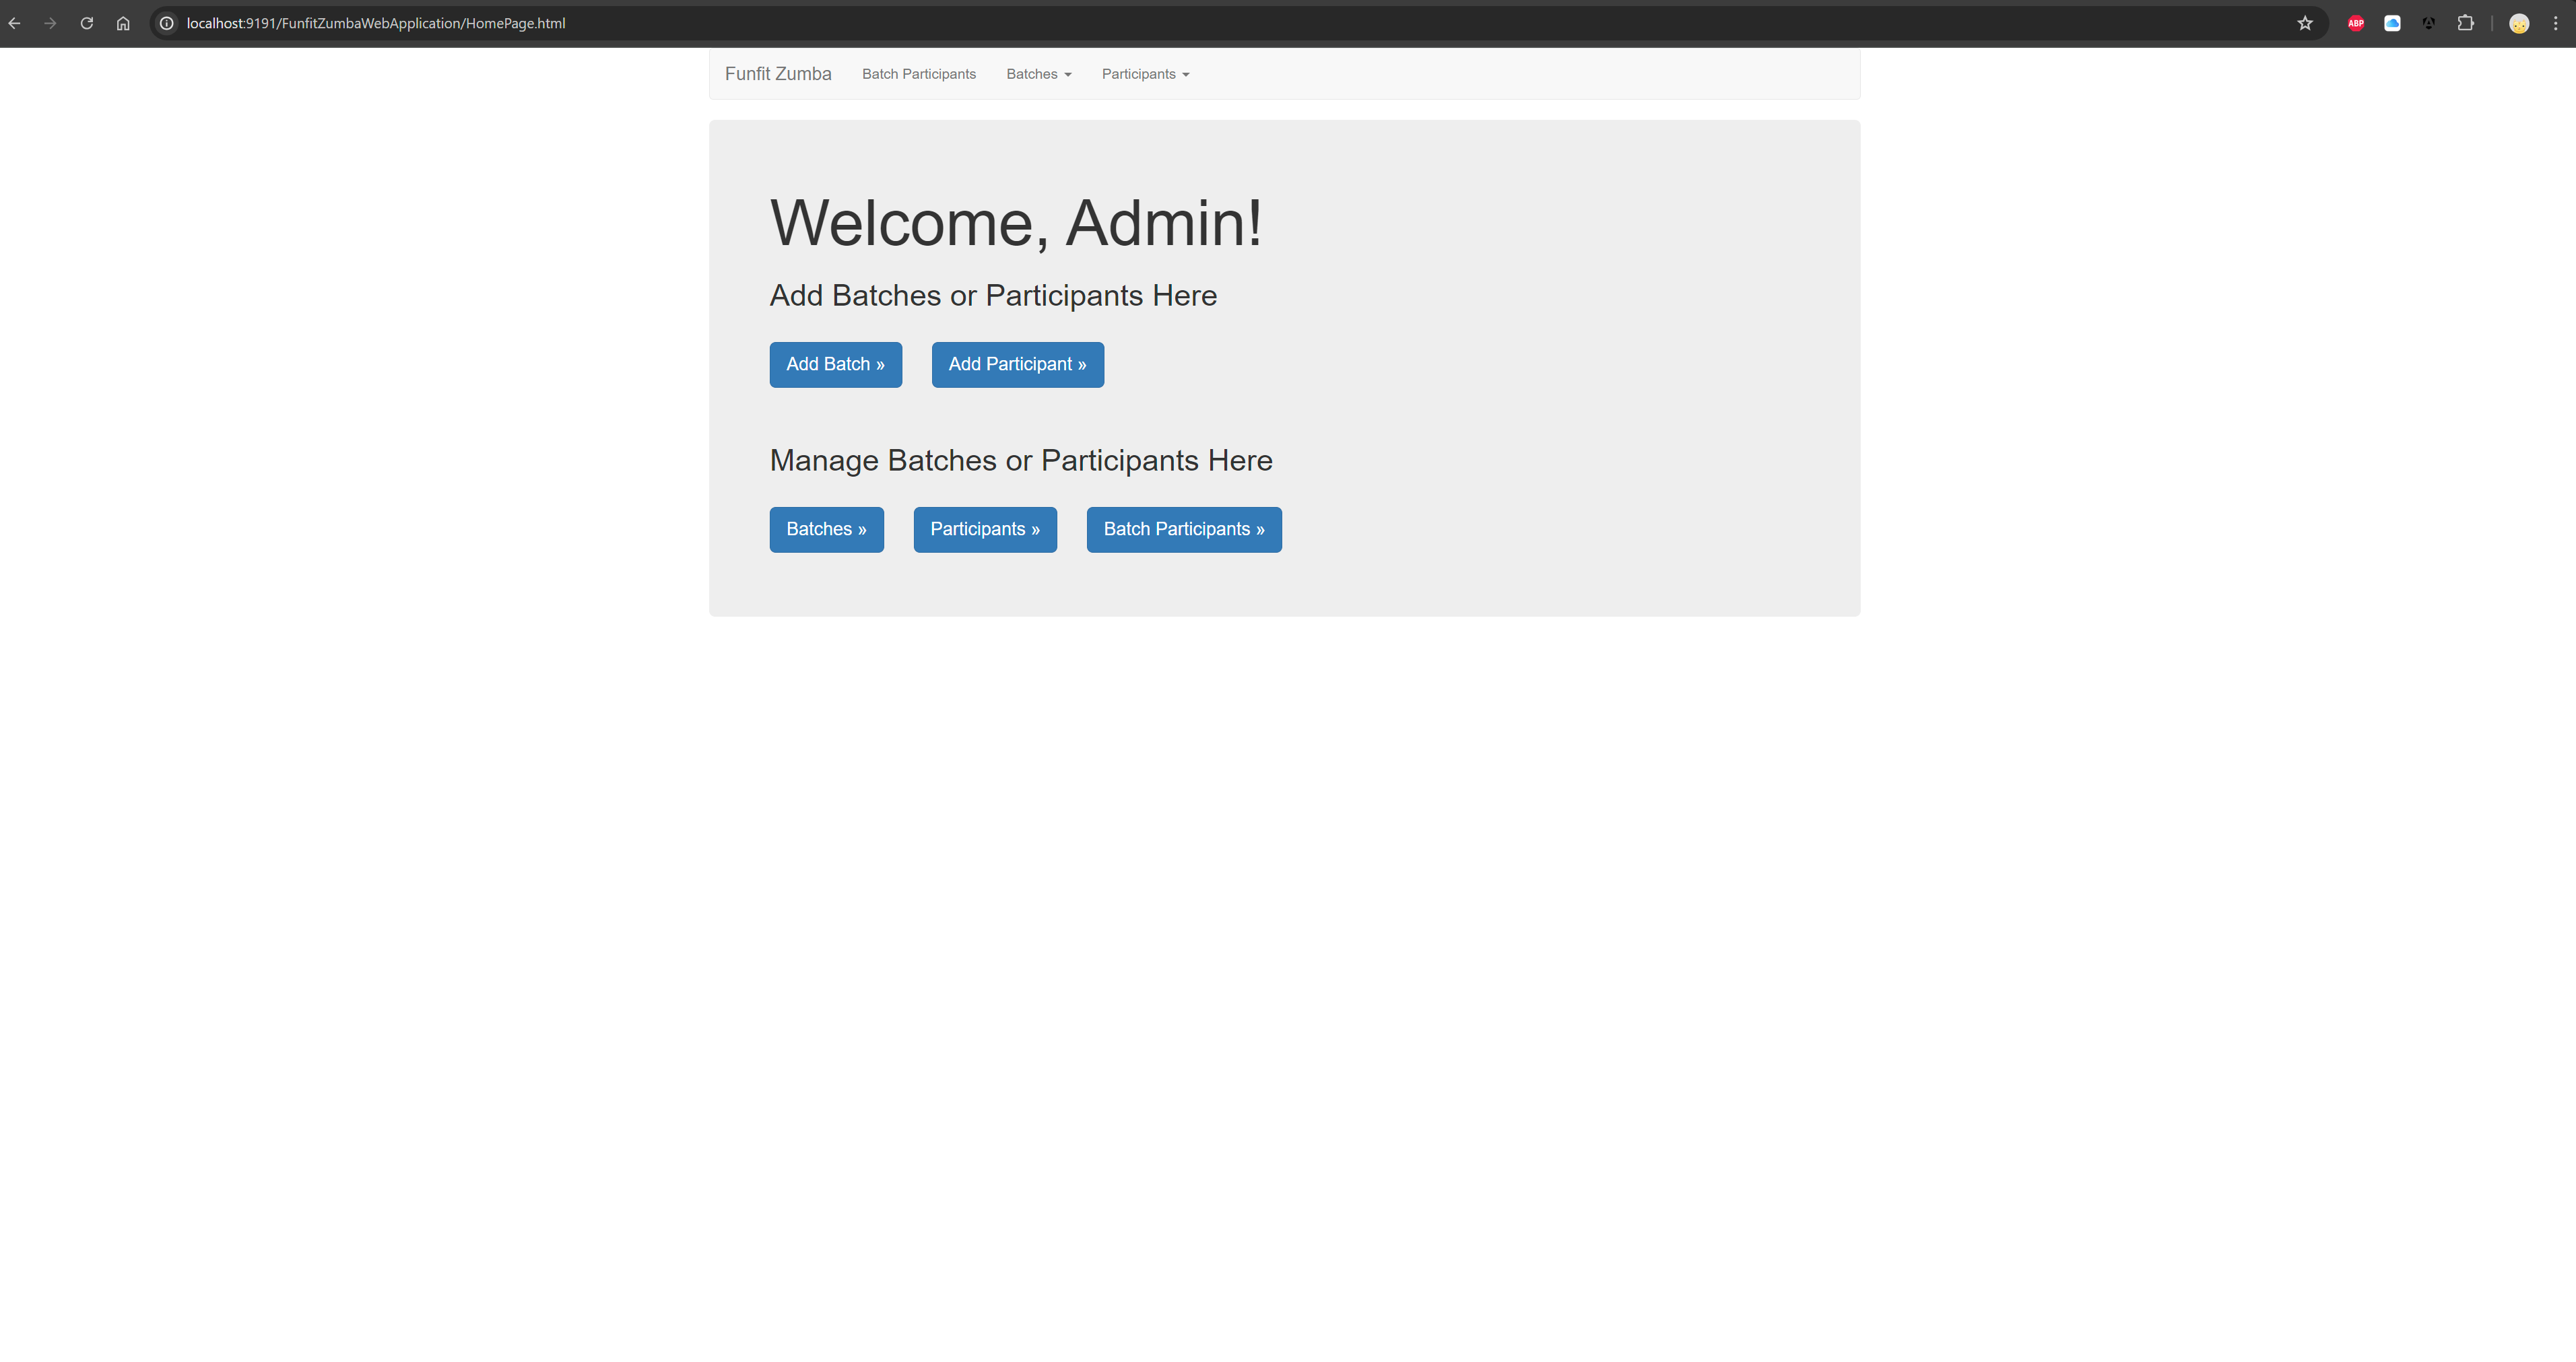 localhost:9191/FunfitZumbaWebApplication/HomePage.html
ABP
Funfit Zumba Batch Participants Batches Participants
Welcome, Admin!
Add Batches or Participants Here
Add Batch » Add Participant »
Manage Batches or Participants Here
Batches » Participants » Batch Participants »